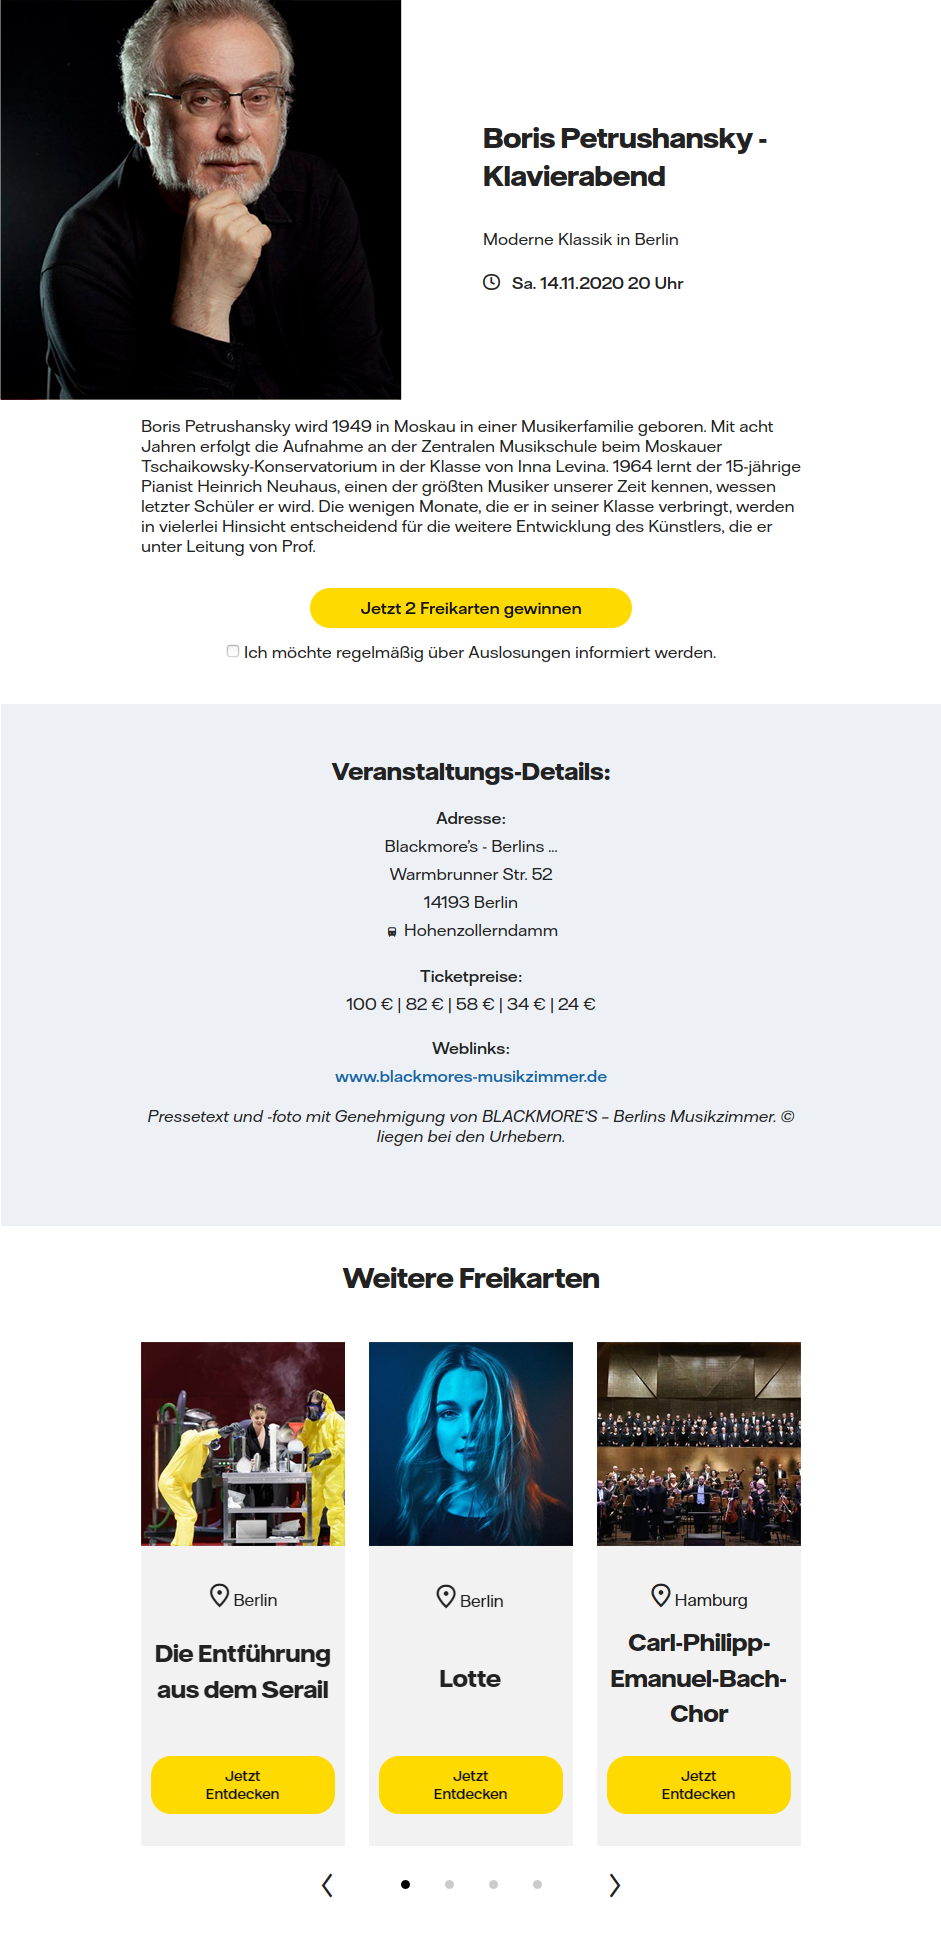 Boris Petrushansky -
Klavierabend
Moderne Klassik in Berlin
Sa. 14.11.2020 20 Uhr
Boris Petrushansky wird 1949 in Moskau in einer Musikerfamilie geboren. Mit acht
Jahren erfolgt die Aufnahme an der Zentralen Musikschule beim Moskauer
Tschaikowsky-Konservatorium in der Klasse von Inna Levina. 1964 lernt der 15-jährige
Pianist Heinrich Neuhaus, einen der größten Musiker unserer Zeit kennen, wessen
letzter Schüler er wird. Die wenigen Monate, die er in seiner Klasse verbringt, werden
in vielerlei Hinsicht entscheidend für die weitere Entwicklung des Künstlers, die er
unter Leitung von Prof.
Jetzt 2 Freikarten gewinnen
Ich möchte regelmäßig über Auslosungen informiert werden.
Veranstaltungs-Details:
Adresse:
Blackmore’s - Berlins ...
Warmbrunner Str. 52
14193 Berlin
Hohenzollerndamm
Ticketpreise:
100 € | 82 € | 58 € | 34 € | 24 €
Weblinks:
www.blackmores-musikzimmer.de
Pressetext und -foto mit Genehmigung von BLACKMORE’S – Berlins Musikzimmer. ©
liegen bei den Urhebern.
Weitere Freikarten
Berlin
Die Entführung
aus dem Serail
Jetzt
Entdecken
Berlin
Lotte
Jetzt
Entdecken
Hamburg
Carl-Philipp-
Emanuel-Bach-
Chor
Jetzt
Entdecken